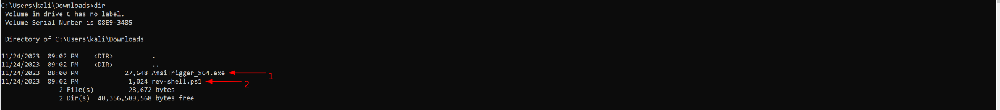 C:\Users\kali\Downloads>dir
Volume in drive C has no label.
Volume Serial Number is 08E9-3485
Directory of C:\Users\kali\Downloads
11/24/2023  09:02 PM    <DIR>          .
11/24/2023  09:02 PM    <DIR>          ..
11/24/2023  08:00 PM            27,648 AmsiTrigger_x64.exe 1
11/24/2023  09:02 PM             1,024 rev-shell.ps1 2
2 File(s)         28,672 bytes
2 Dir(s)  40,356,589,568 bytes free